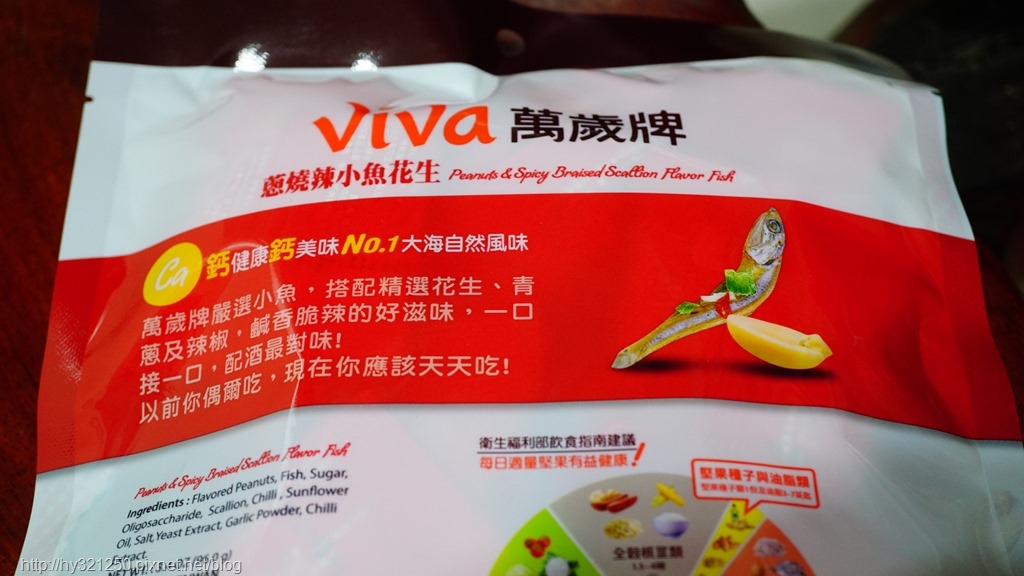 viva 萬歲牌
蔥燒辣小魚花生 Peanuts & Spicy Braised Scallion Flavor Fish
Ca 鈣健康鈣美味No.1大海自然風味
萬歲牌嚴選小魚，搭配精選花生、青
蔥及辣椒，鹹香脆辣的好滋味，一口
接一口，配酒最對味!
以前你偶爾吃，現在你應該天天吃!
Peanuts & Spicy Braised Scallion Flavor Fish
Ingredients : Flavored Peanuts, Fish, Sugar,
Oligosaccharide, Scallion, Chilli , Sunflower
Oil, Salt, Yeast Extract, Garlic Powder, Chilli
Extract.
衛生福利部飲食指南建議
每日適量堅果有益健康!
堅果種子與油脂類
全穀根莖類
http://hy321250.pixnet.net/blog